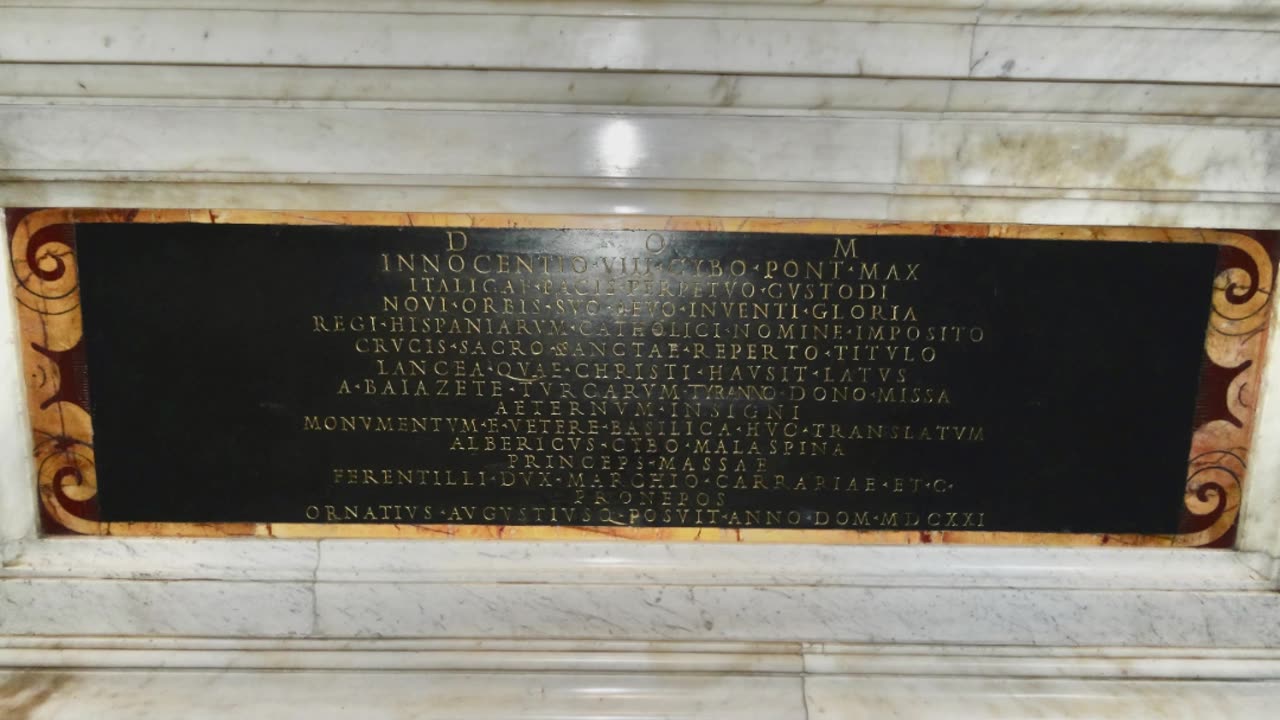 D O M
INNOCENTIO·VIII·CYBO·PONT·MAX
ITALICAE·PACIS·PERPETVO·CVSTODI
NOVI·ORBIS·SVO·AEVO·INVENTI·GLORIA
REGI·HISPANIARVM·CATHOLICI·NOMINE·IMPOSITO
CRVCIS·SACRO·SANCTAE·REPERTO·TITVLO
LANCEA·QVAE·CHRISTI·HAVSIT·LATVS
A·BAIAZETE·TVRCARVM·TYRANNO·DONO·MISSA
AETERNVM·INSIGNI
MONVMENTVM·E·VETERE·BASILICA·HVC·TRANSLATVM
ALBERICVS·CYBO·MALASPINA
PRINCEPS·MASSAE
FERENTILLI·DVX·MARCHIO·CARRARIAE·ET·C·
PRONEPOS
ORNATIVS·AVGVSTIVSQ·POSVIT·ANNO·DOM·MDCXXI